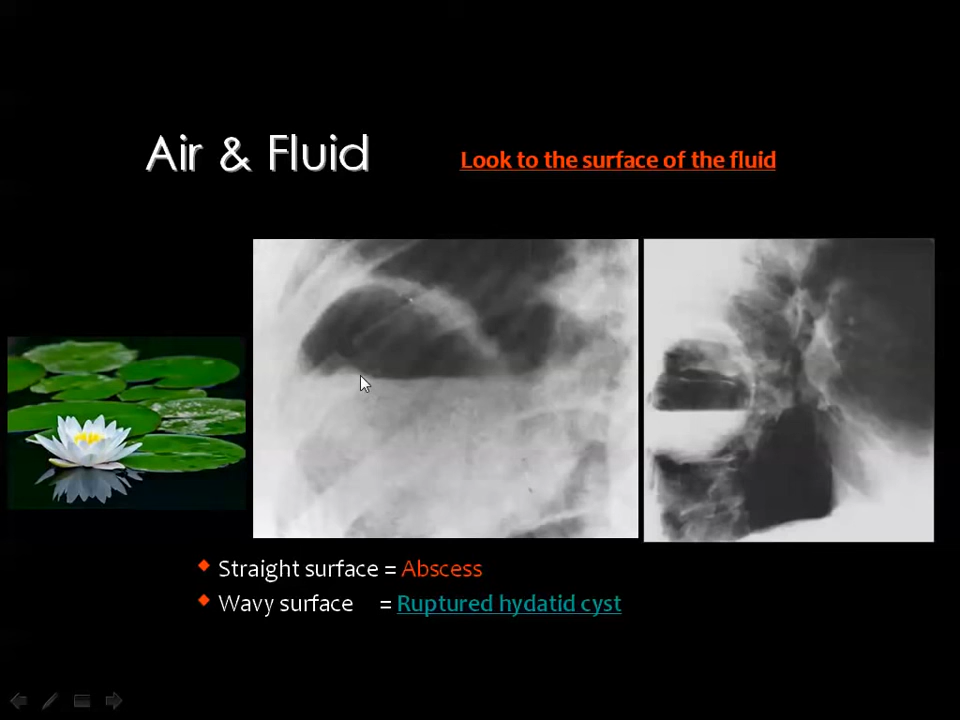 Air & Fluid
Look to the surface of the fluid
Straight surface = Abscess
Wavy surface = Ruptured hydatid cyst